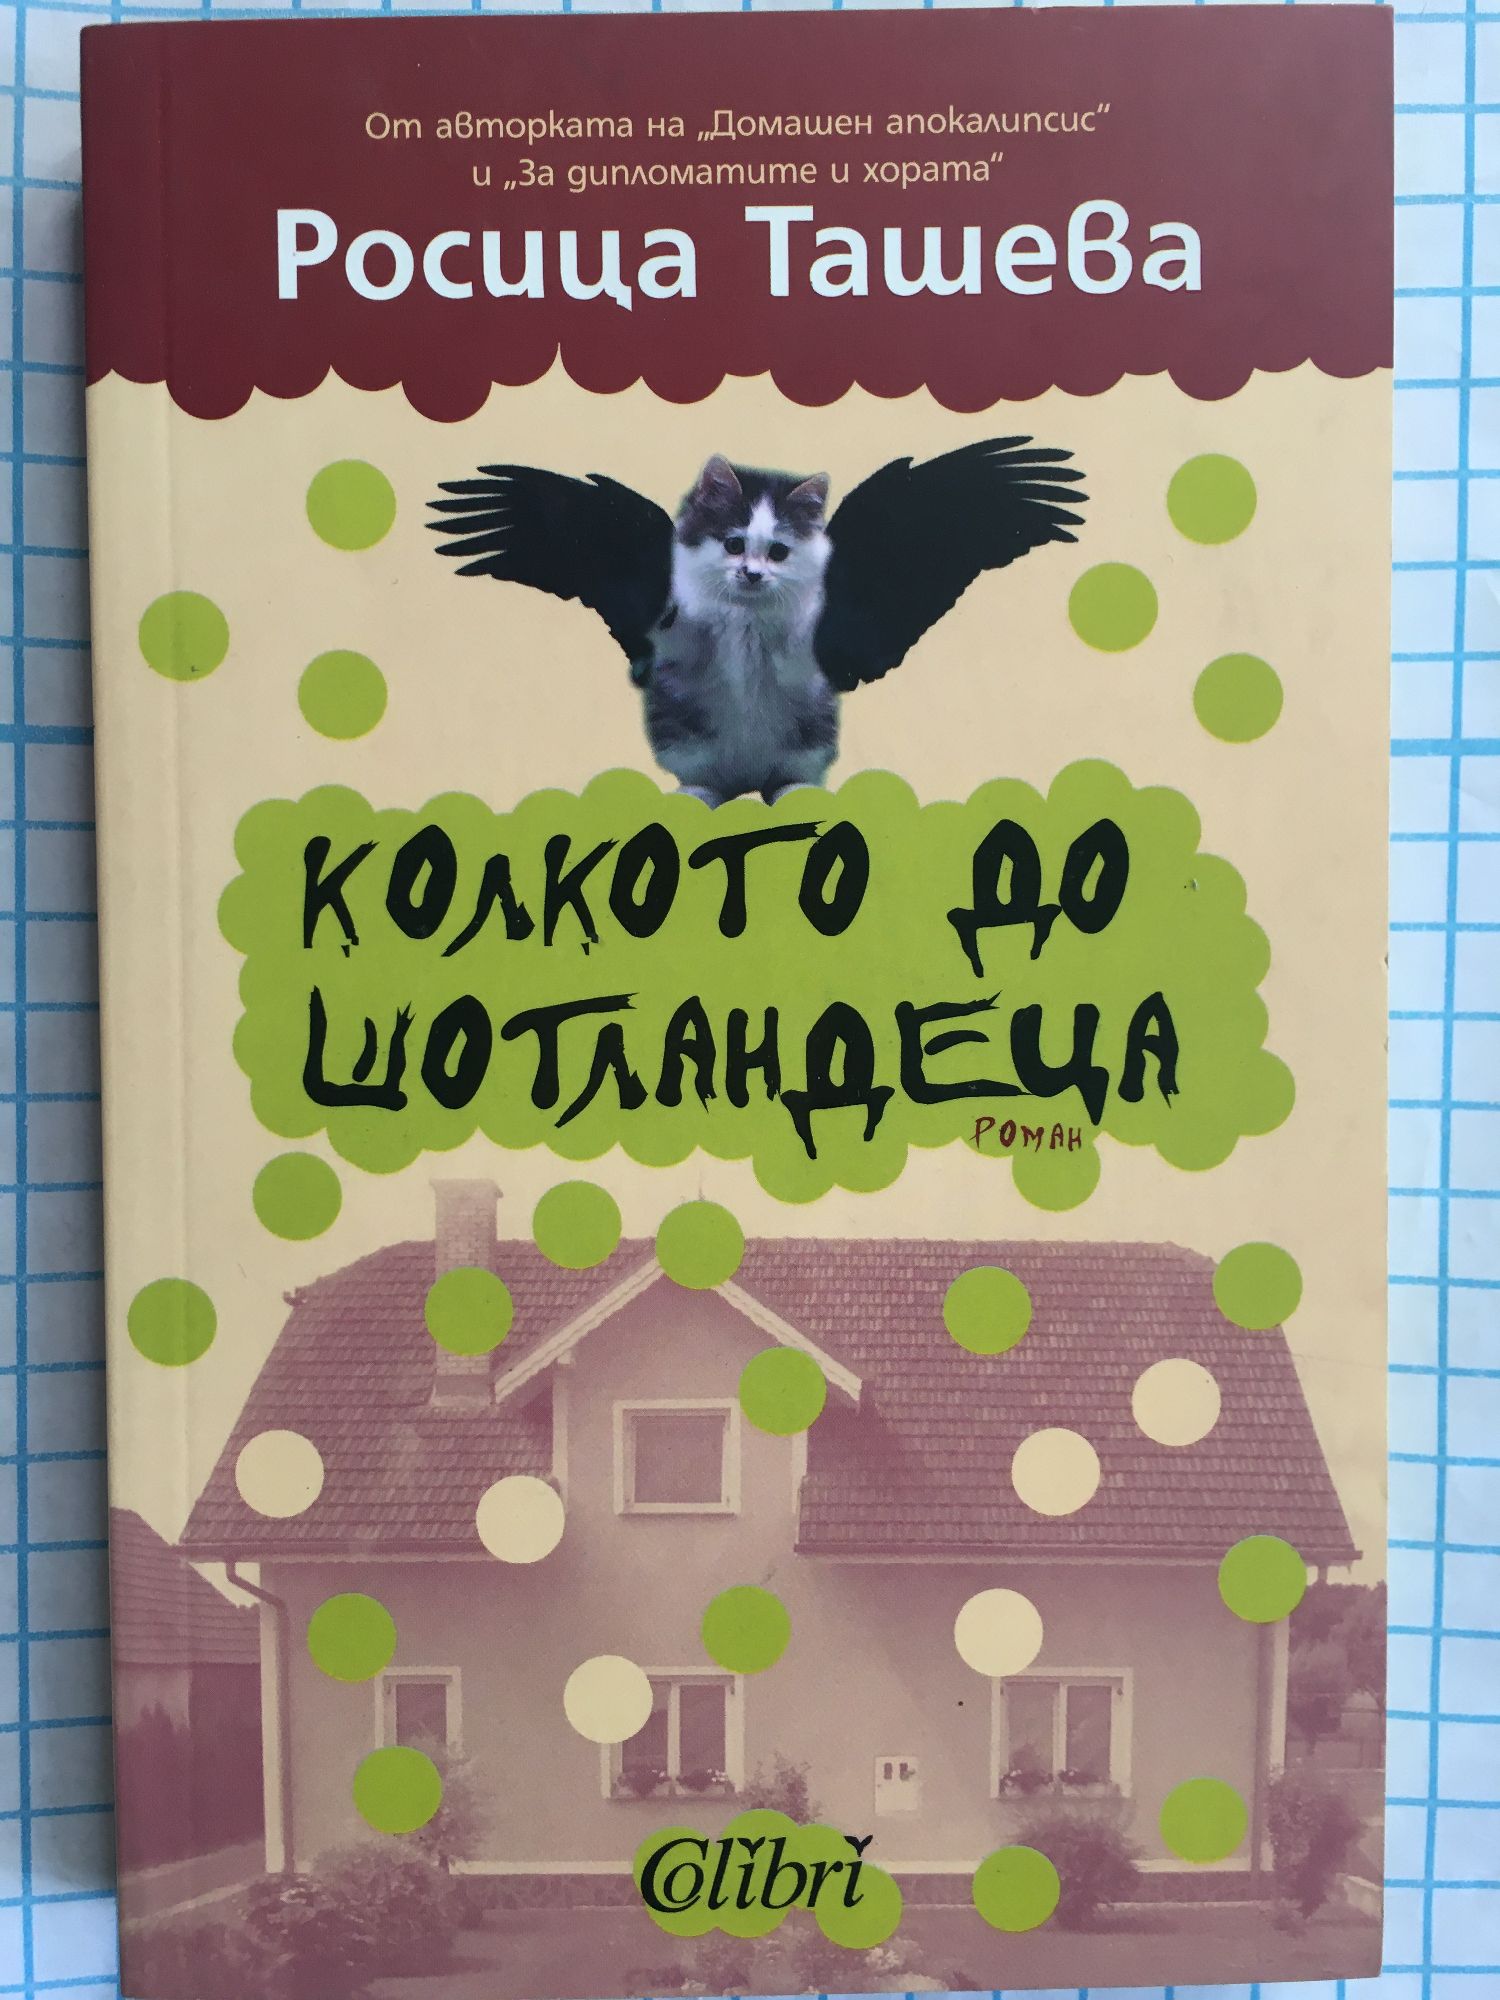 От авторката на „Домашен апокалипсис“
и „За дипломатите и хората“
Росица Ташева
КОЛКОТО ДО
ШОТЛАНДЕЦА
РОМАН
Colibri